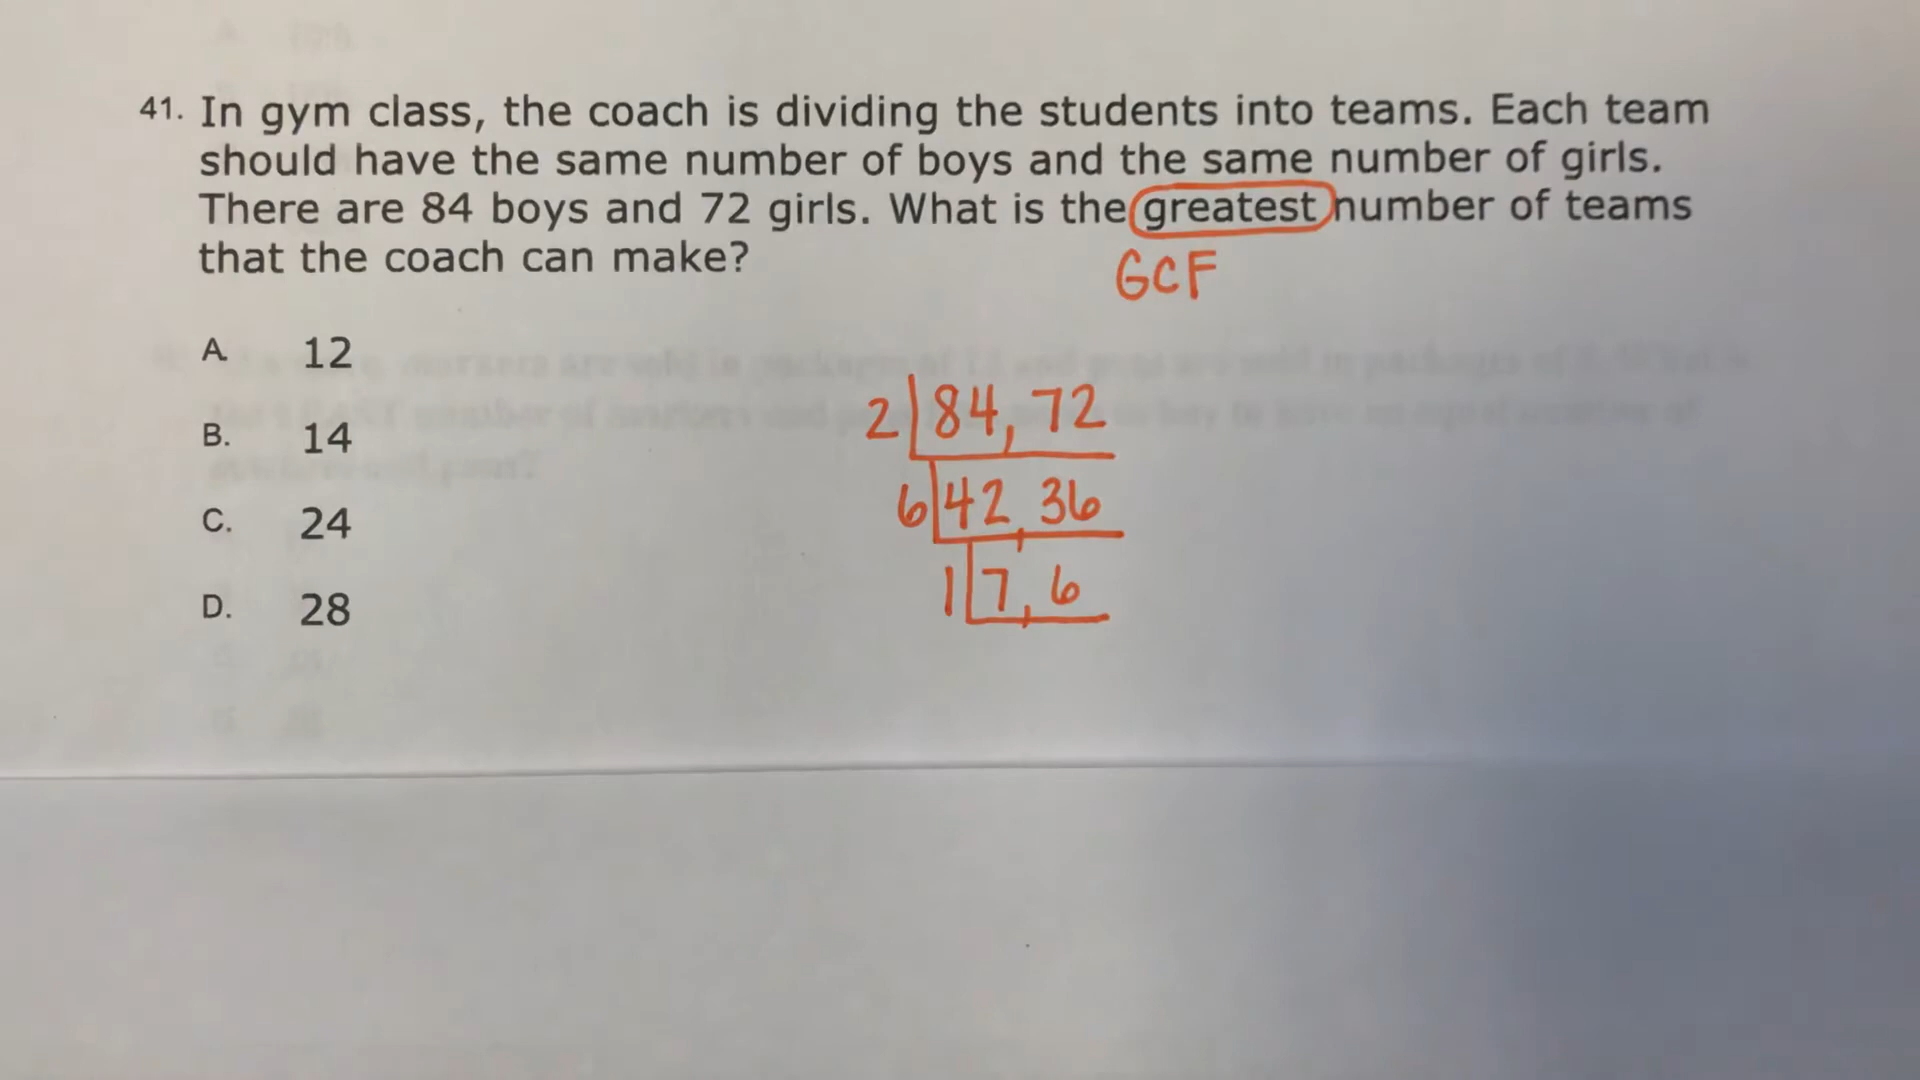 41. In gym class, the coach is dividing the students into teams. Each team
should have the same number of boys and the same number of girls.
There are 84 boys and 72 girls. What is the greatest number of teams
that the coach can make?
GCF
A. 12
B. 14
C. 24
D. 28
2 84, 72
6 42, 36
1 7, 6